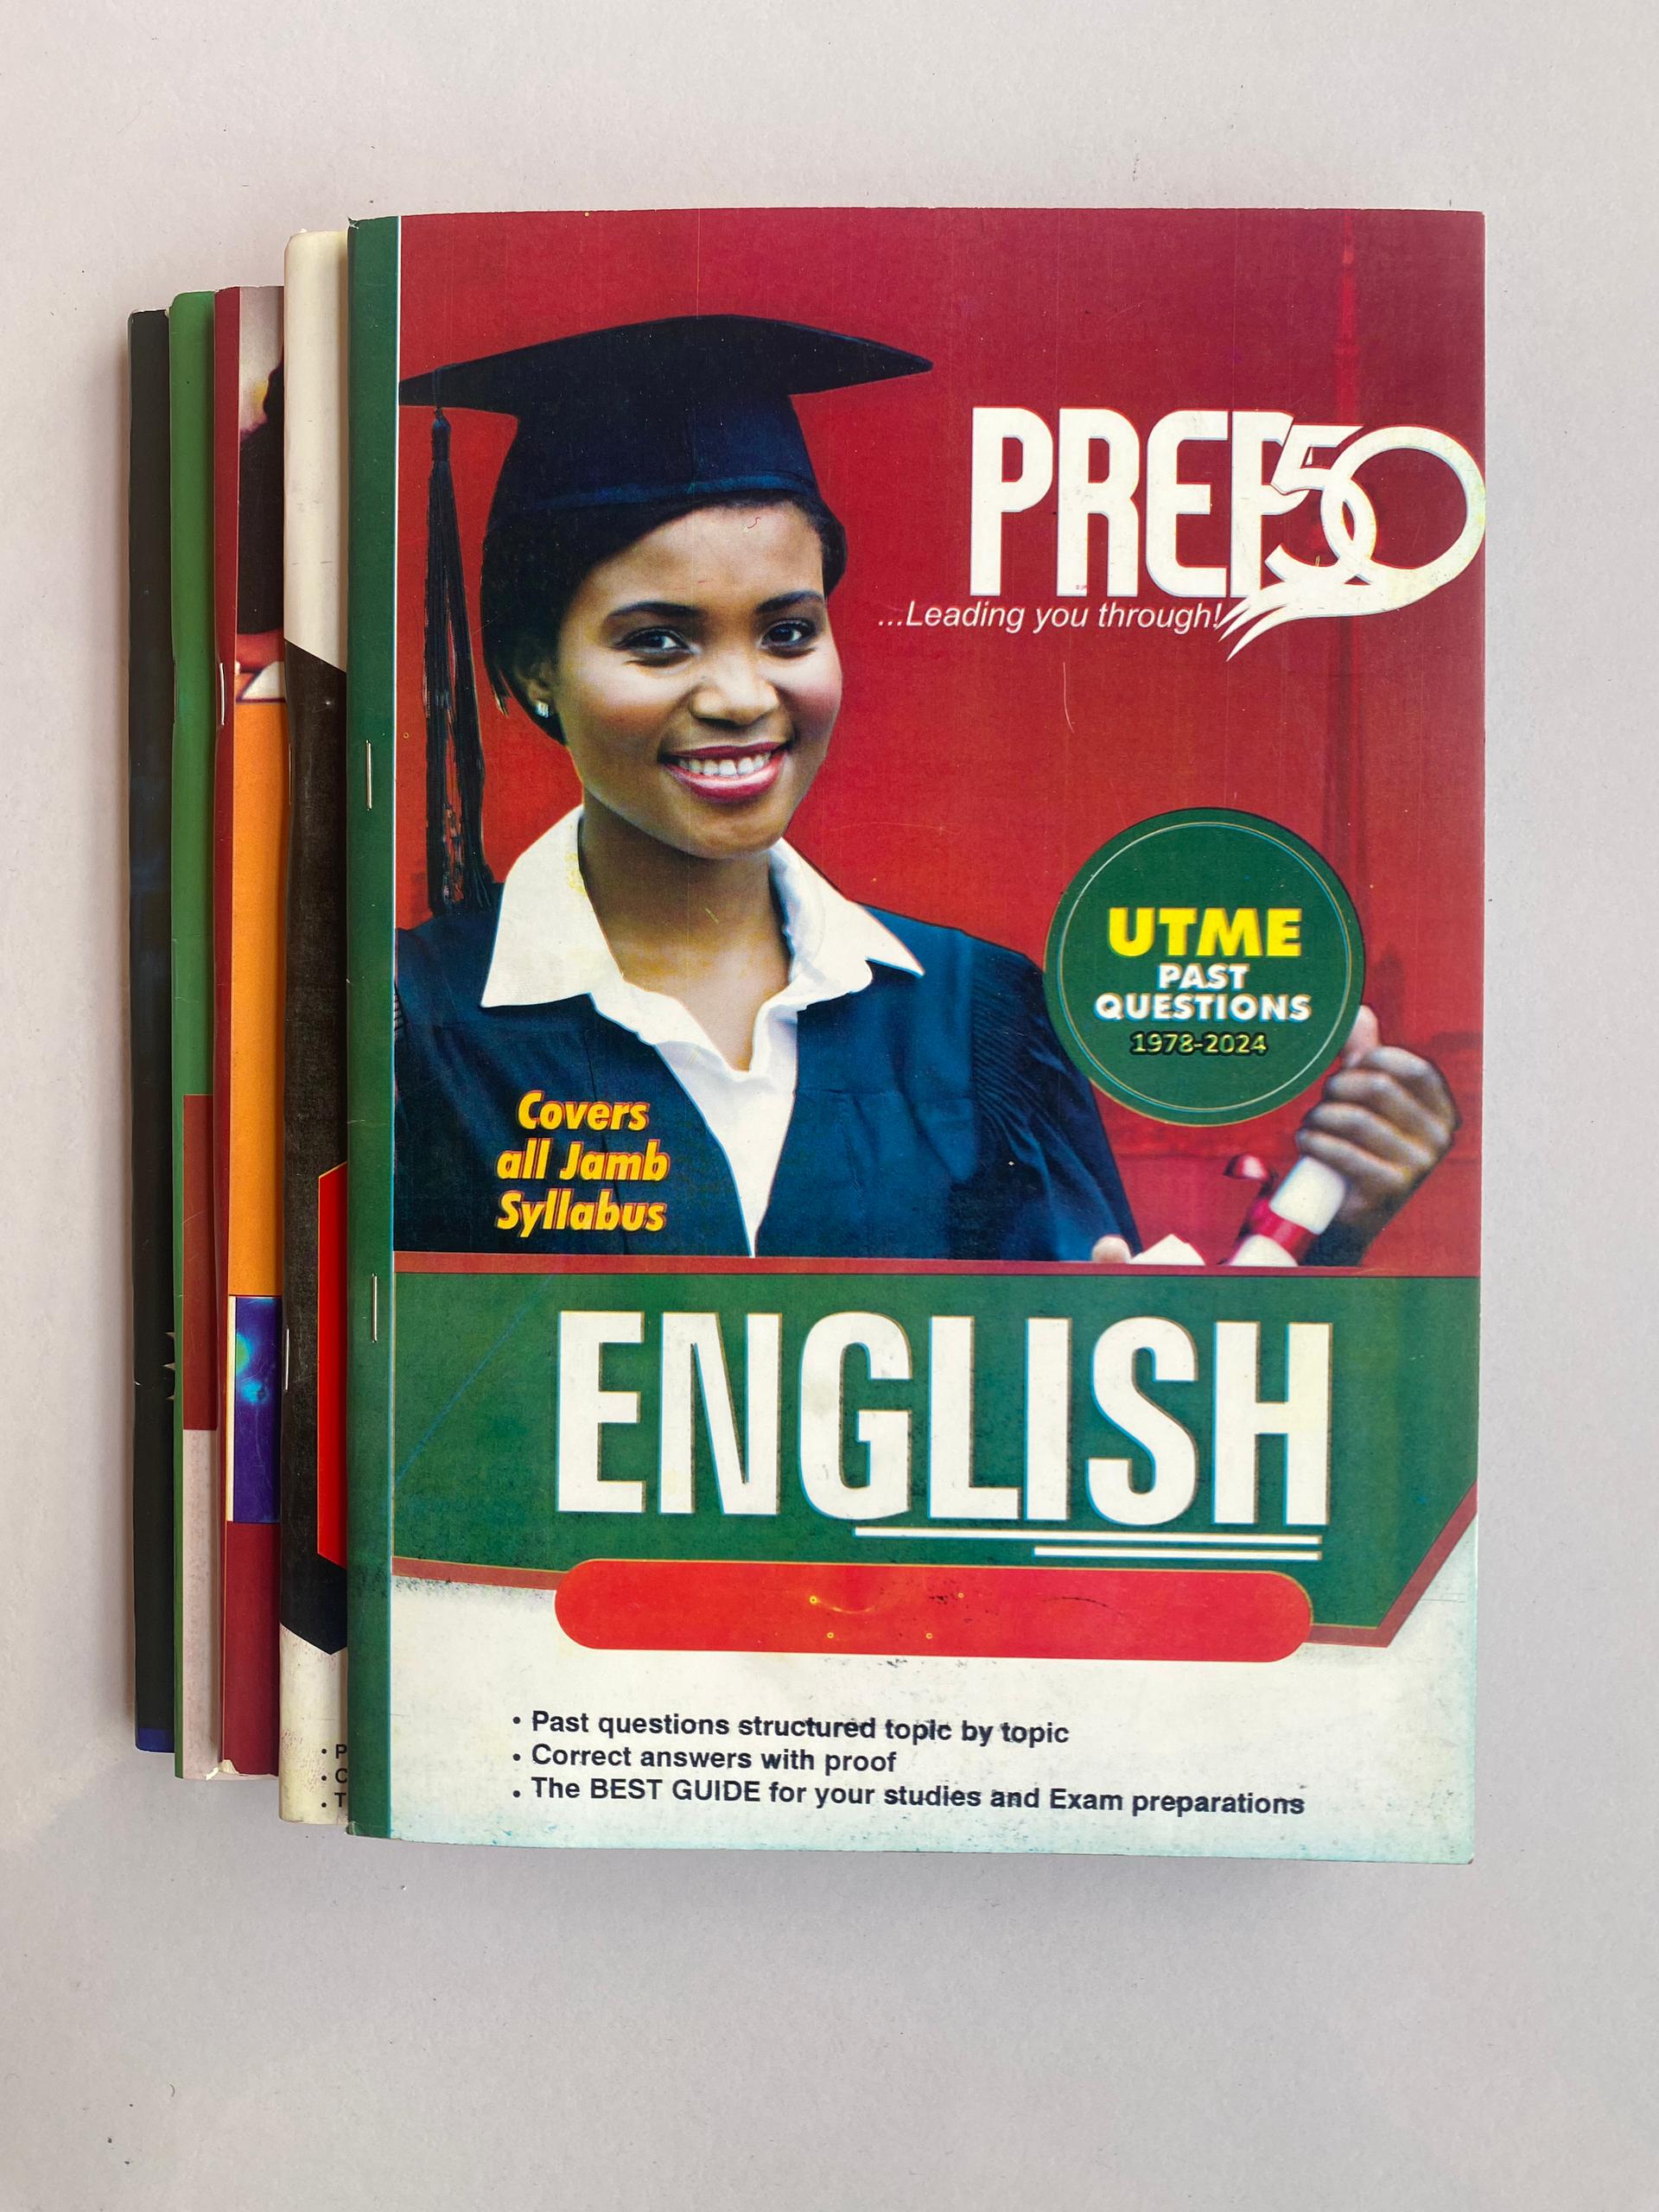 PREP50
...Leading you through!
UTME
PAST
QUESTIONS
1978-2024
Covers
all Jamb
Syllabus
ENGLISH
• Past questions structured topic by topic
• Correct answers with proof
• The BEST GUIDE for your studies and Exam preparations
• P
• C
• T